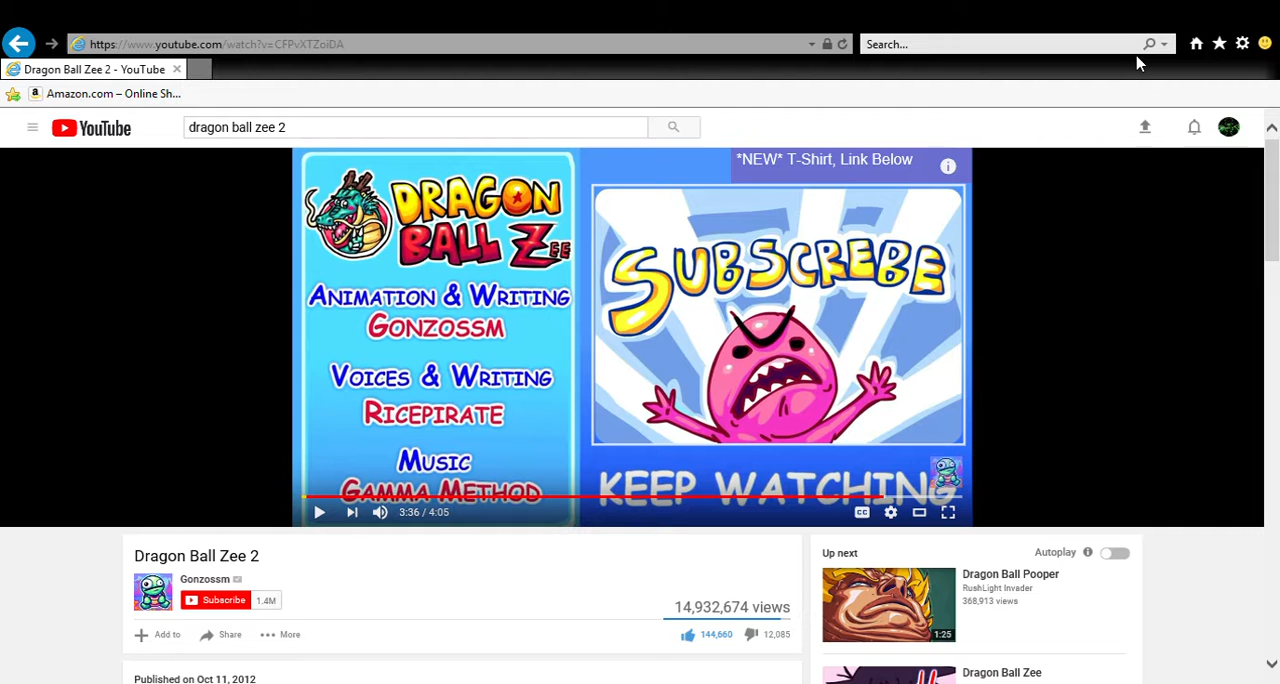 https://www.youtube.com/watch?v=CFPvXTZoiDA
Search...
Dragon Ball Zee 2 - YouTube
Amazon.com – Online Sh...
YouTube
dragon ball zee 2
*NEW* T-Shirt, Link Below
DRAGON
BALL ZEE
SUBSCREBE
ANIMATION & WRITING
GONZOSSM
VOICES & WRITING
RICEPIRATE
MUSIC
GAMMA METHOD
KEEP WATCHING
3:36 / 4:05
CC
Dragon Ball Zee 2
Up next
Autoplay
Gonzossm
Subscribe 1.4M
Dragon Ball Pooper
RushLight Invader
368,913 views
1:25
14,932,674 views
Add to Share More
144,660 12,085
Published on Oct 11, 2012
Dragon Ball Zee